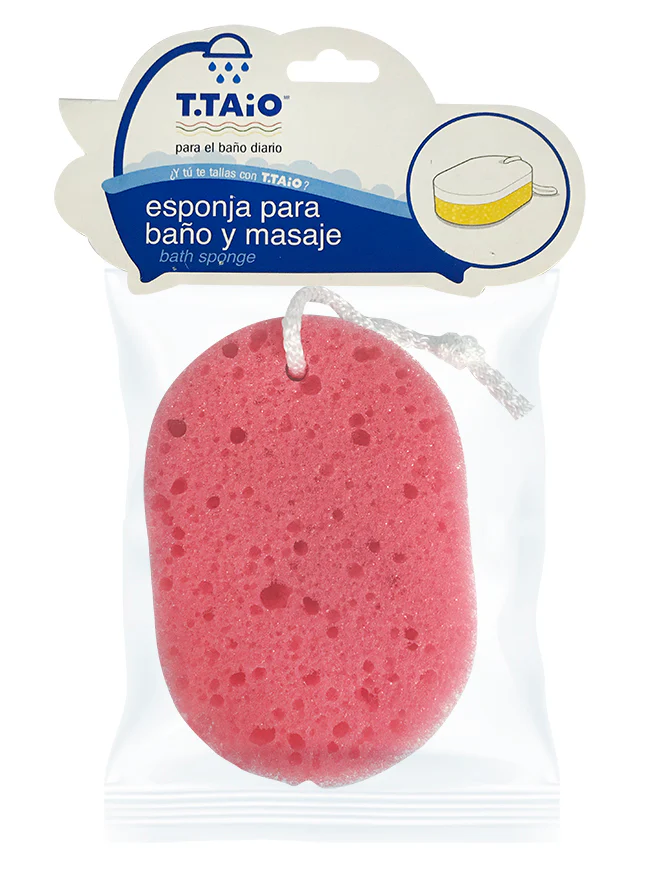 T.TAiO
para el baño diario
¿Y tú te tallas con T.TAiO?
esponja para
baño y masaje
bath sponge